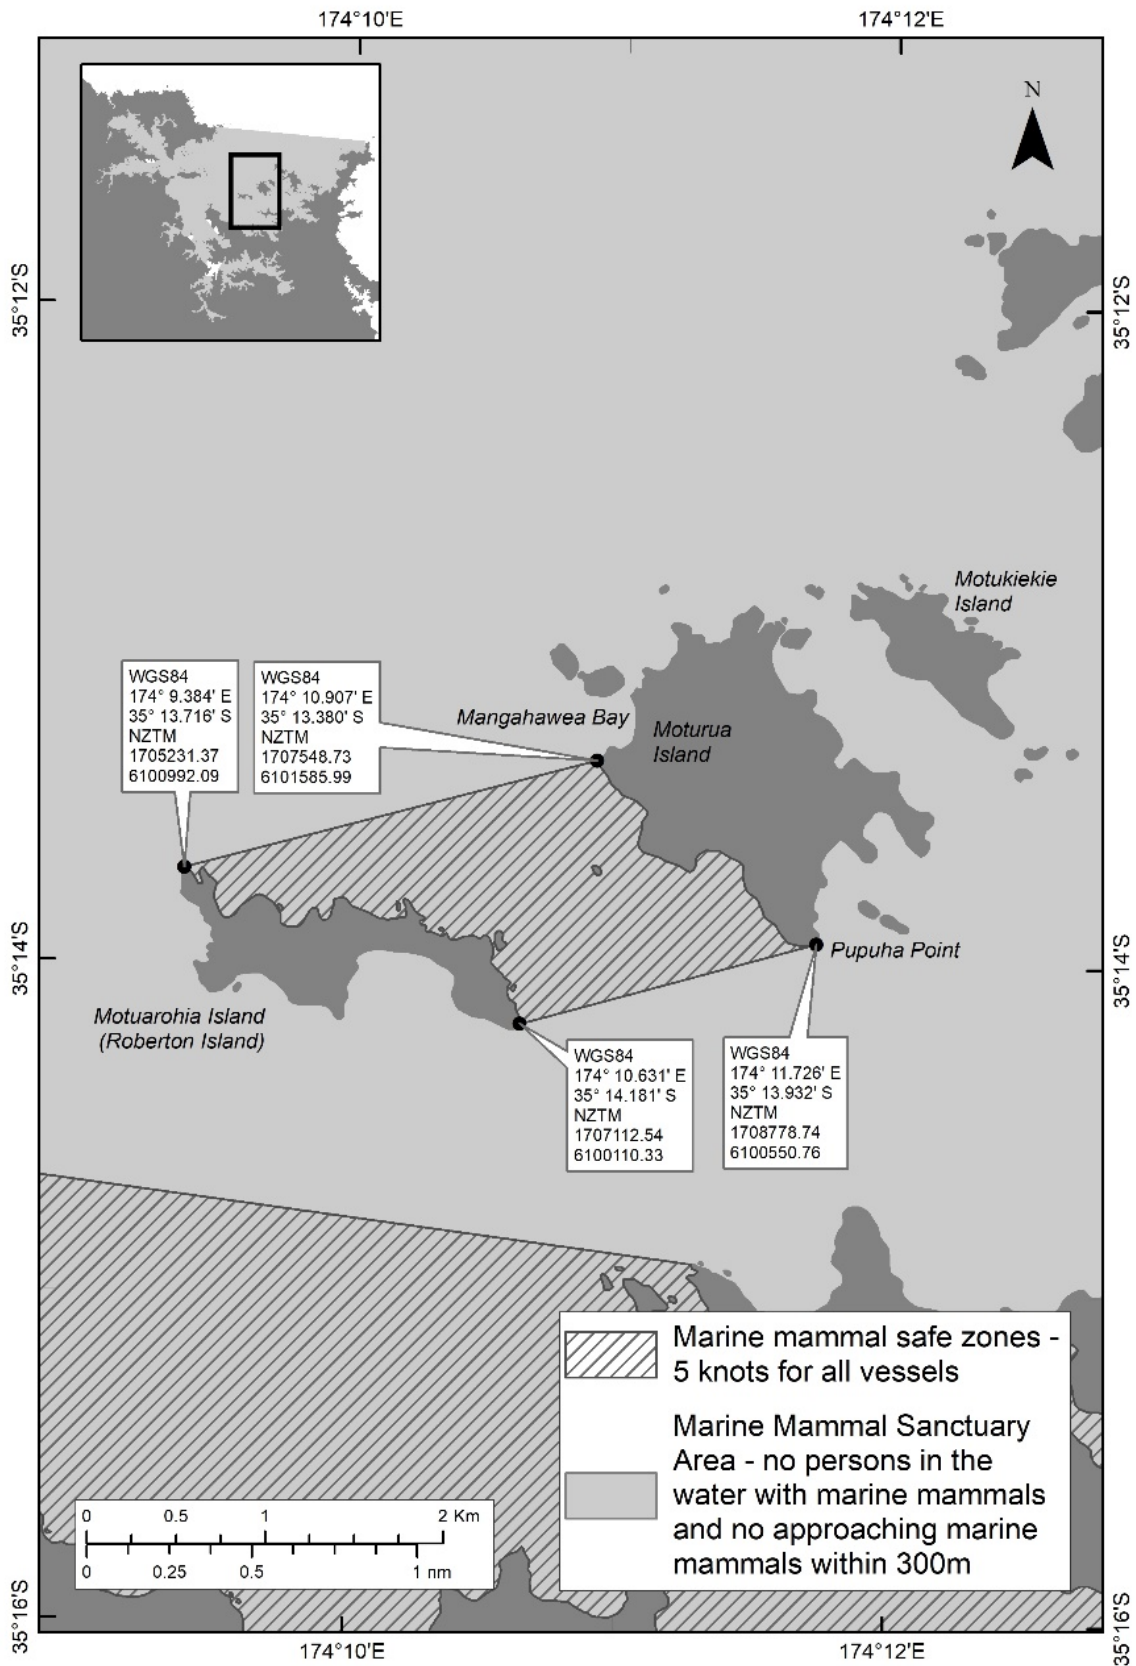 174°10'E
174°12'E
N
35°12'S
35°12'S
Motukiekie
Island
WGS84
174° 9.384' E
35° 13.716' S
NZTM
1705231.37
6100992.09
WGS84
174° 10.907' E
35° 13.380' S
NZTM
1707548.73
6101585.99
Mangahawea Bay
Moturua
Island
35°14'S
35°14'S
Pupuha Point
Motuarohia Island
(Roberton Island)
WGS84
174° 10.631' E
35° 14.181' S
NZTM
1707112.54
6100110.33
WGS84
174° 11.726' E
35° 13.932' S
NZTM
1708778.74
6100550.76
Marine mammal safe zones -
5 knots for all vessels
Marine Mammal Sanctuary
Area - no persons in the
water with marine mammals
and no approaching marine
mammals within 300m
0 0.5 1 2 Km
0 0.25 0.5 1 nm
35°16'S
35°16'S
174°10'E
174°12'E